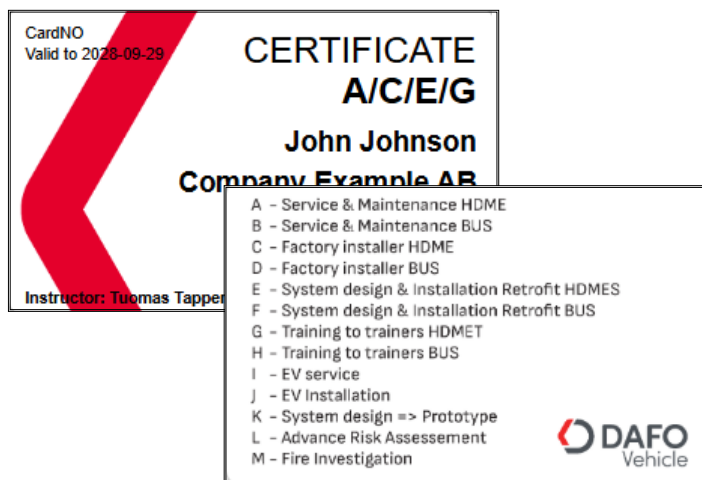 CardNO
Valid to 2028-09-29
CERTIFICATE
A/C/E/G
John Johnson
Company Example AB
Instructor: Tuomas Tapper
A – Service & Maintenance HDME
B – Service & Maintenance BUS
C – Factory installer HDME
D – Factory installer BUS
E – System design & Installation Retrofit HDMES
F – System design & Installation Retrofit BUS
G – Training to trainers HDMET
H – Training to trainers BUS
I – EV service
J – EV Installation
K – System design => Prototype
L – Advance Risk Assessement
M – Fire Investigation
DAFO
Vehicle